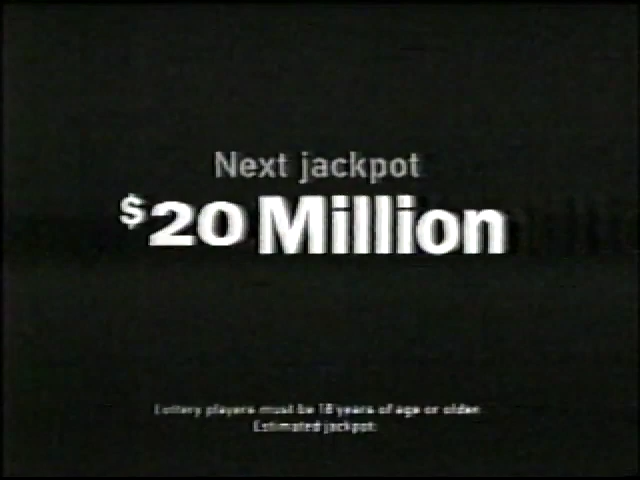 Next jackpot
$20 Million
Lottery players must be 18 years of age or older.
Estimated jackpot.